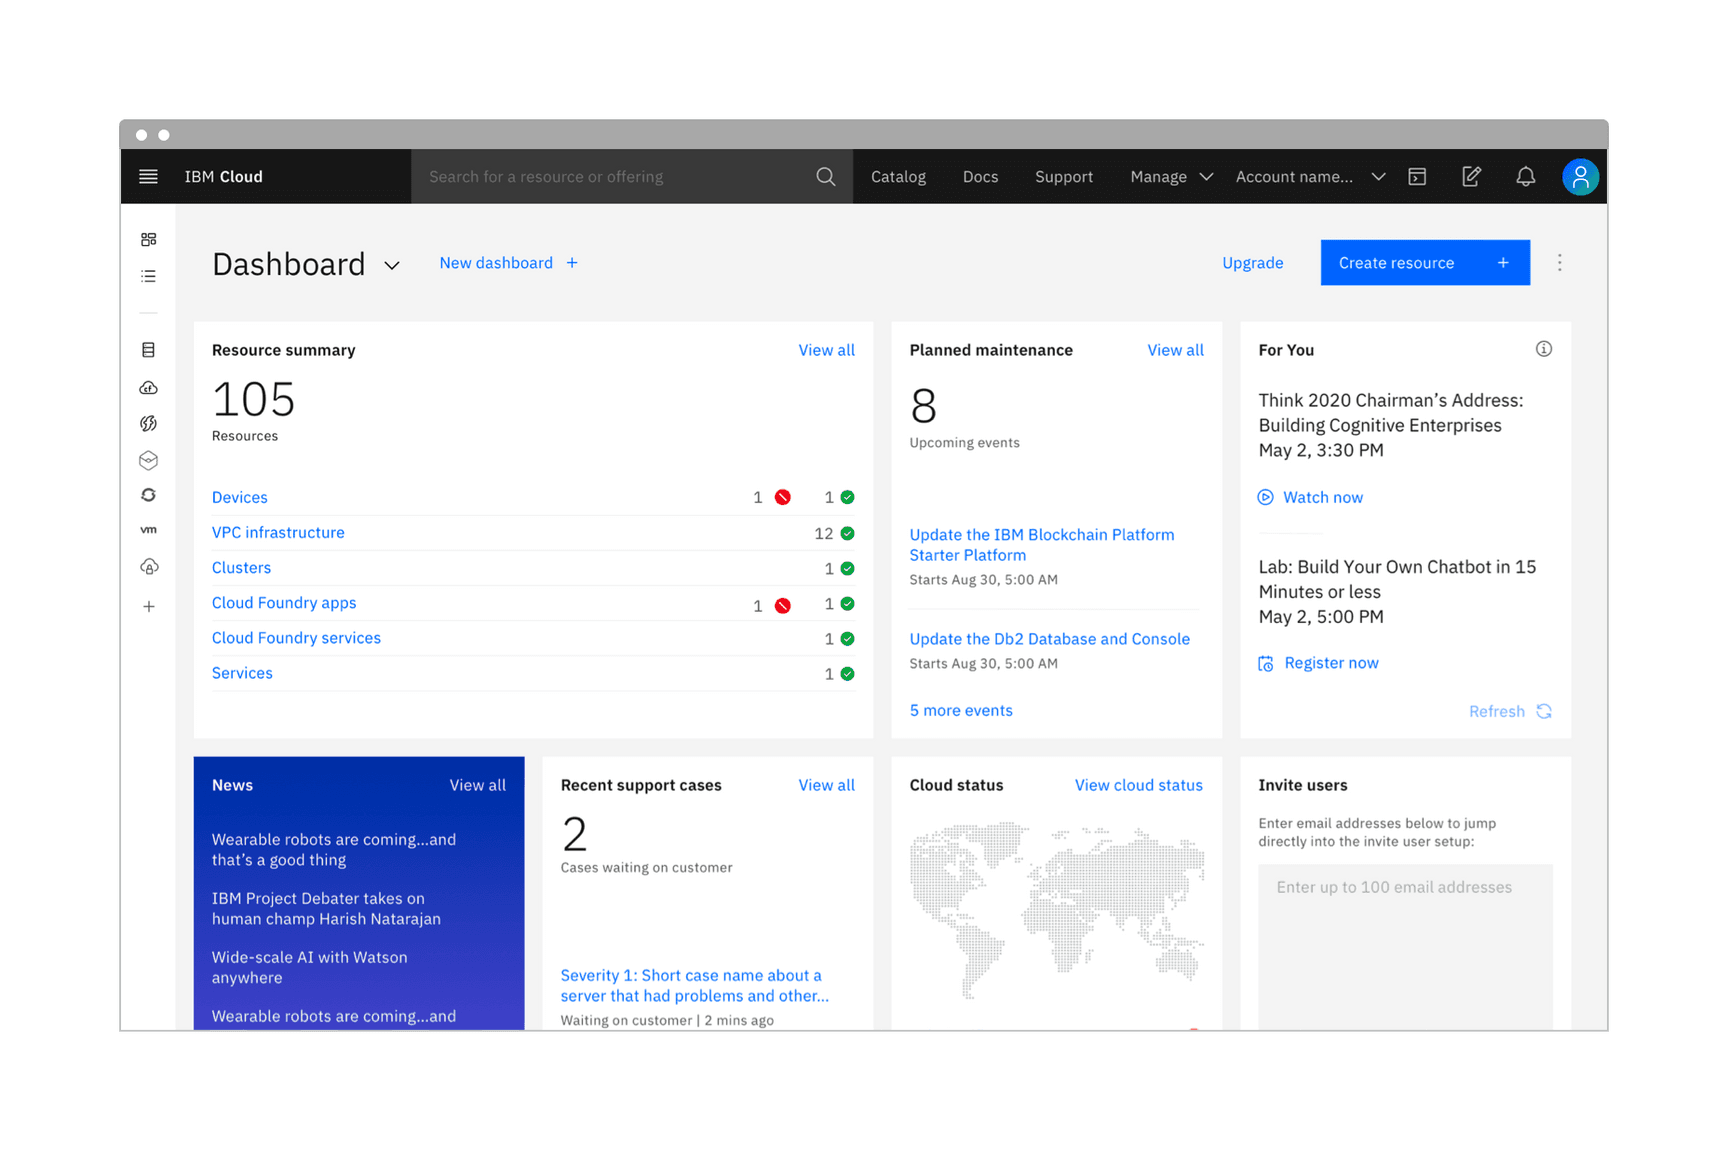 IBM Cloud
Search for a resource or offering
Catalog
Docs
Support
Manage
Account name...
Dashboard
New dashboard +
Upgrade
Create resource +
Resource summary
View all
105
Resources
Devices 1 1
VPC infrastructure 12
Clusters 1
Cloud Foundry apps 1 1
Cloud Foundry services 1
Services 1
Planned maintenance
View all
8
Upcoming events
Update the IBM Blockchain Platform
Starter Platform
Starts Aug 30, 5:00 AM
Update the Db2 Database and Console
Starts Aug 30, 5:00 AM
5 more events
For You
Think 2020 Chairman’s Address:
Building Cognitive Enterprises
May 2, 3:30 PM
Watch now
Lab: Build Your Own Chatbot in 15
Minutes or less
May 2, 5:00 PM
Register now
Refresh
cf
vm
News
View all
Wearable robots are coming...and
that’s a good thing
IBM Project Debater takes on
human champ Harish Natarajan
Wide-scale AI with Watson
anywhere
Wearable robots are coming...and
Recent support cases
View all
2
Cases waiting on customer
Severity 1: Short case name about a
server that had problems and other...
Waiting on customer | 2 mins ago
Cloud status
View cloud status
Invite users
Enter email addresses below to jump
directly into the invite user setup:
Enter up to 100 email addresses